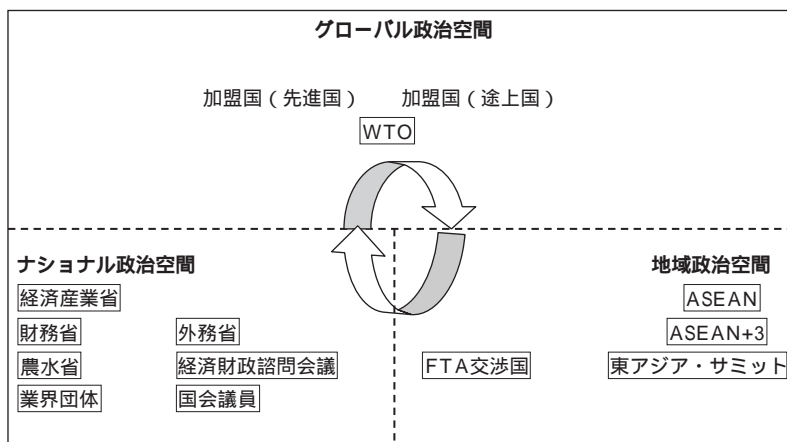 グローバル政治空間
加盟国（先進国） 加盟国（途上国）
WTO
ナショナル政治空間
経済産業省
財務省 外務省
農水省 経済財政諮問会議
業界団体 国会議員
地域政治空間
ASEAN
ASEAN+3
FTA交渉国 東アジア・サミット